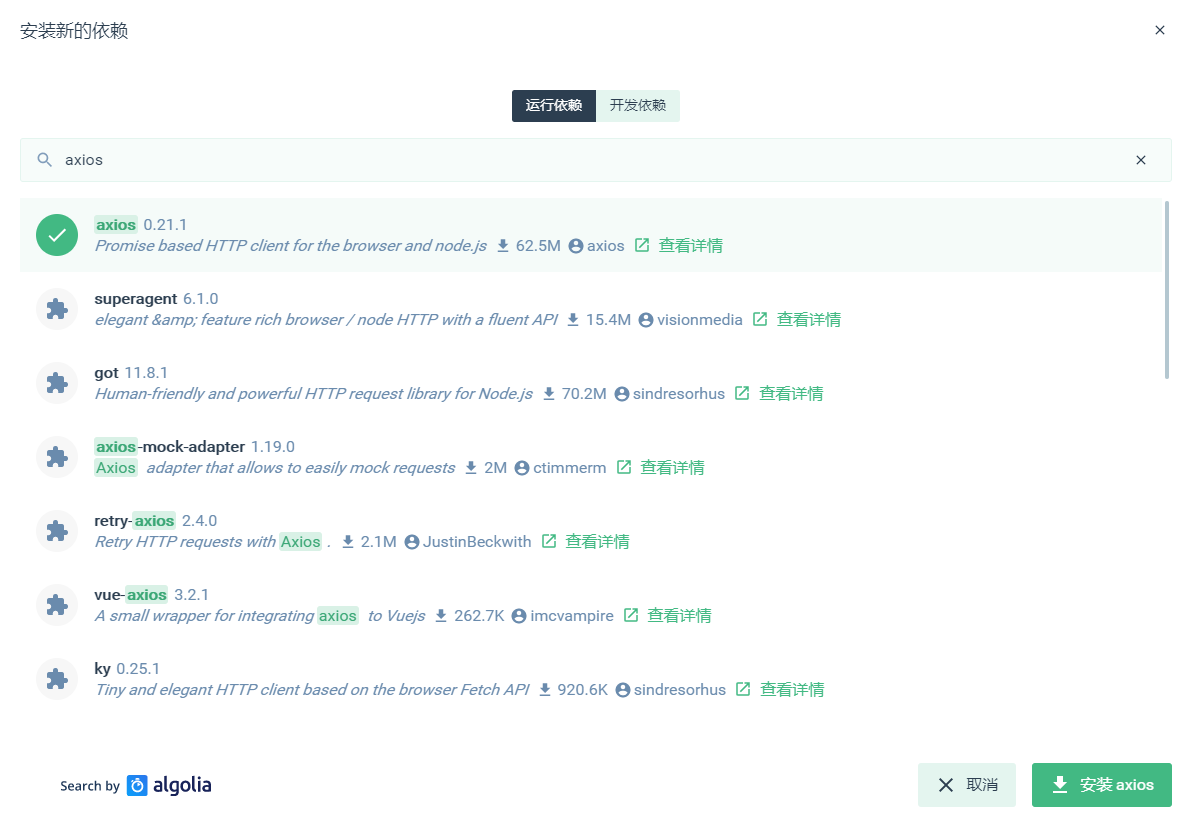 安装新的依赖
运行依赖 开发依赖
axios
axios 0.21.1
Promise based HTTP client for the browser and node.js 62.5M axios 查看详情
superagent 6.1.0
elegant &amp; feature rich browser / node HTTP with a fluent API 15.4M visionmedia 查看详情
got 11.8.1
Human-friendly and powerful HTTP request library for Node.js 70.2M sindresorhus 查看详情
axios-mock-adapter 1.19.0
Axios adapter that allows to easily mock requests 2M ctimmerm 查看详情
retry-axios 2.4.0
Retry HTTP requests with Axios . 2.1M JustinBeckwith 查看详情
vue-axios 3.2.1
A small wrapper for integrating axios to Vuejs 262.7K imcvampire 查看详情
ky 0.25.1
Tiny and elegant HTTP client based on the browser Fetch API 920.6K sindresorhus 查看详情
Search by algolia 取消 安装 axios